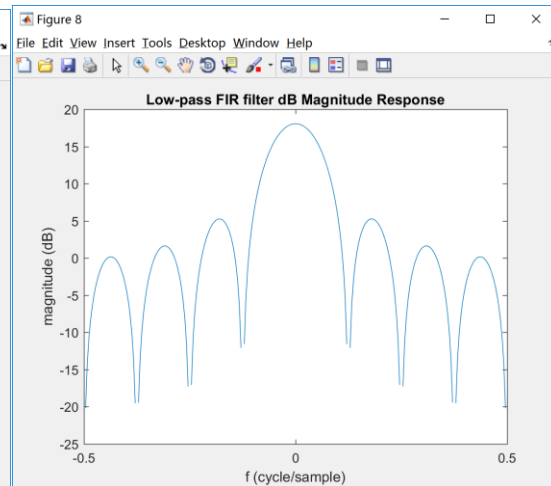 Figure 8
File Edit View Insert Tools Desktop Window Help
Low-pass FIR filter dB Magnitude Response
20
15
10
5
0
-5
-10
-15
-20
-25
magnitude (dB)
-0.5 0 0.5
f (cycle/sample)